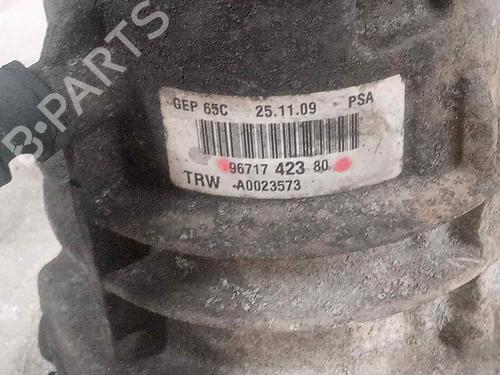 B-PARTS
GEP 65C 25.11.09 PSA
96717 423 80
TRW A0023573